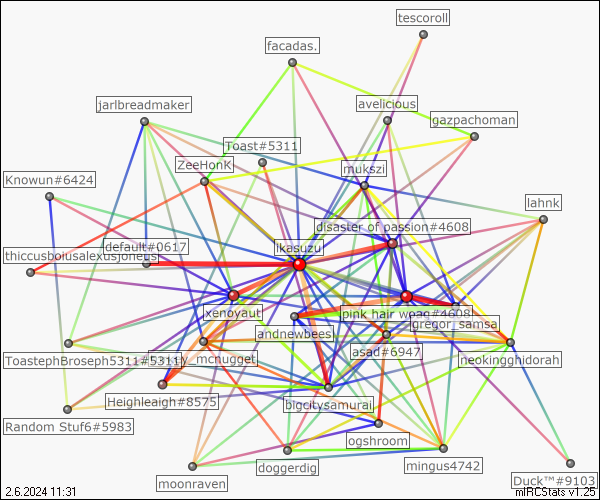 tescoroll
facadas.
avelicious
jarlbreadmaker
gazpachoman
Toast#5311
ZeeHonK
mukszi
Knowun#6424
lahnk
disaster of passion#4608
default#0617
ikasuzu
thiccusboiusalexusjoneus
xenoyaut
pink hair woag#4608
gregor_samsa
andnewbees
ToastephBroseph5311#5311
y_mcnugget
asad#6947
neokingghidorah
Heighleaigh#8575
bigcitysamurai
Random Stuf6#5983
ogshroom
doggerdig
mingus4742
moonraven
Duck™#9103
2.6.2024 11:31
mIRCStats v1.25